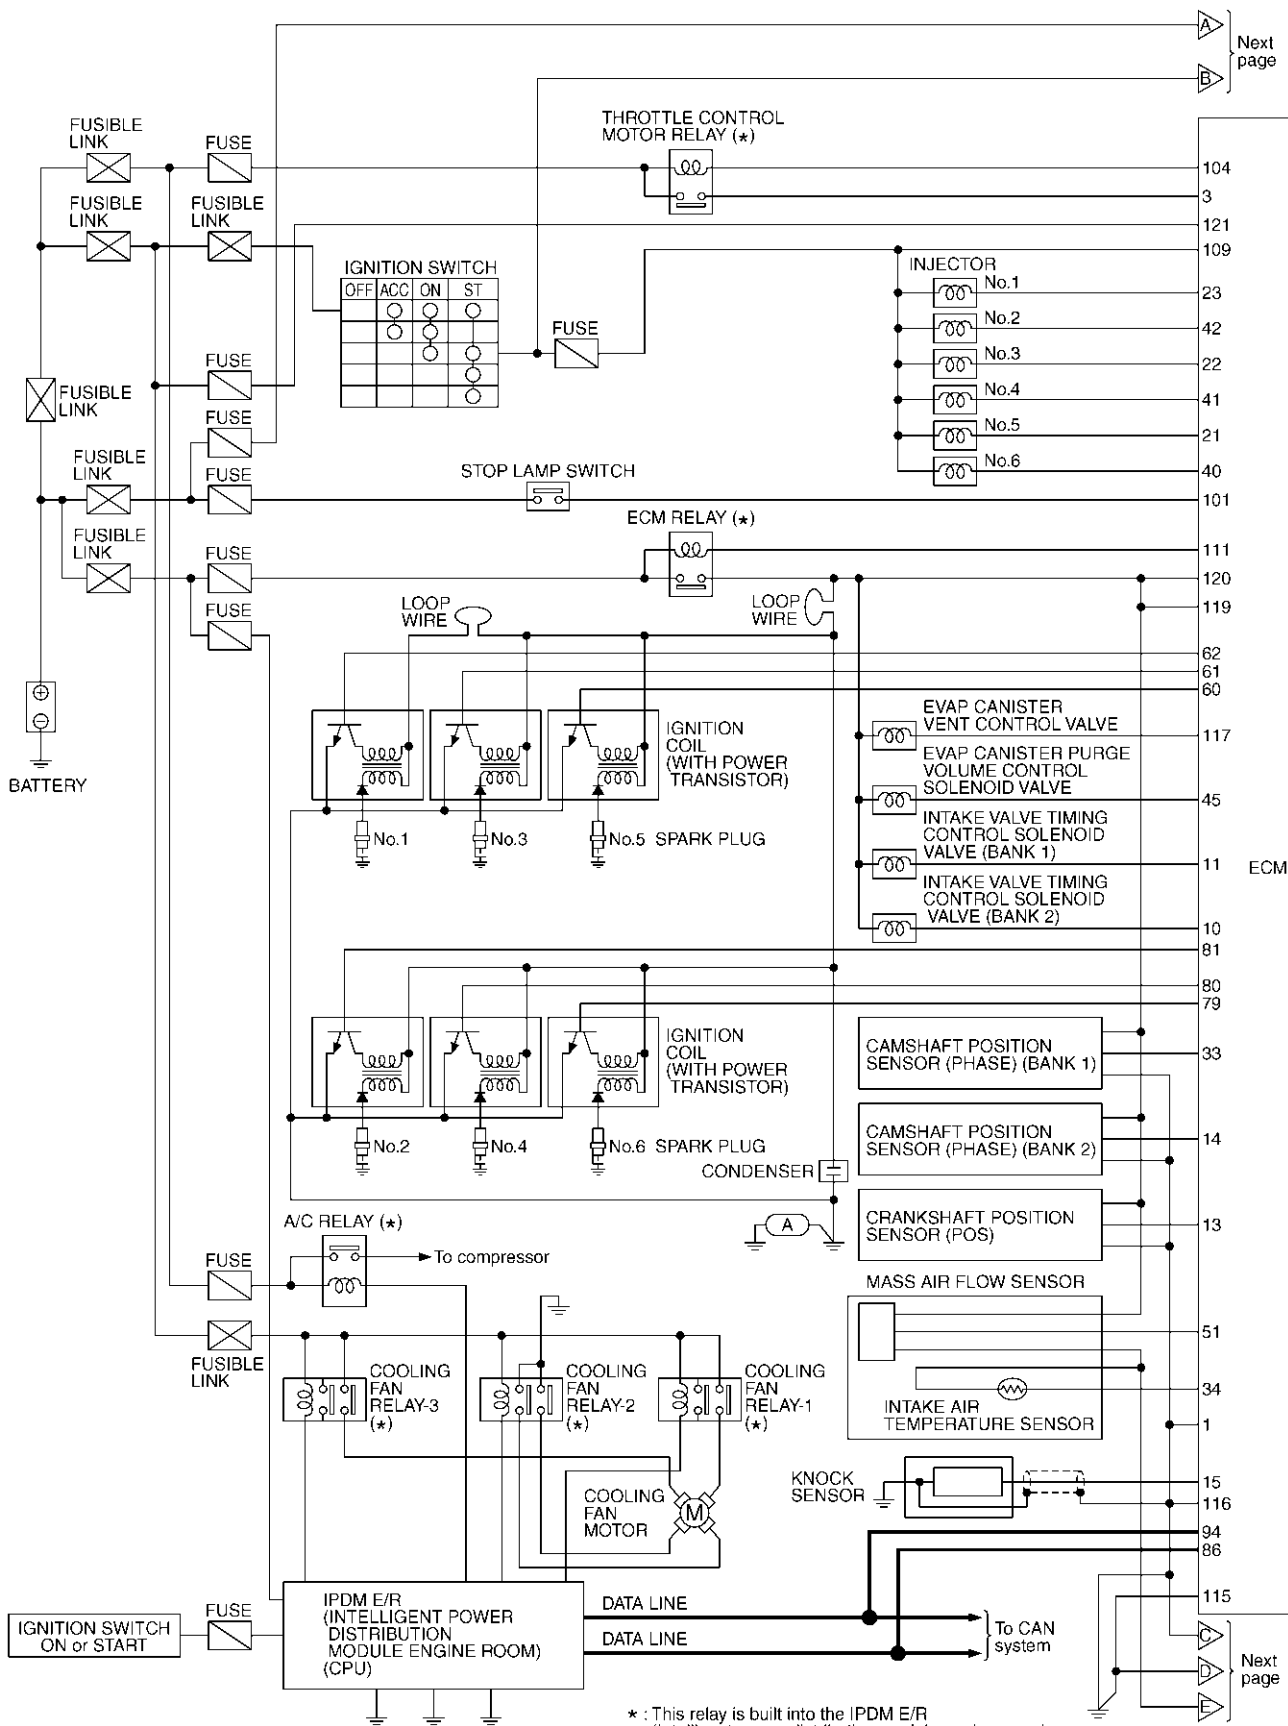 A
Next
page
B
THROTTLE CONTROL
MOTOR RELAY (*)
FUSIBLE
LINK
FUSE
104
3
FUSIBLE
LINK
FUSIBLE
LINK
121
109
IGNITION SWITCH
OFF ACC ON ST
INJECTOR
No.1
23
No.2
42
FUSE
No.3
22
FUSE
No.4
41
FUSIBLE
LINK
No.5
21
FUSE
No.6
40
FUSIBLE
LINK
FUSE
STOP LAMP SWITCH
101
ECM RELAY (*)
FUSIBLE
LINK
FUSE
111
120
FUSE
LOOP
WIRE
LOOP
WIRE
119
62
61
60
BATTERY
IGNITION
COIL
(WITH POWER
TRANSISTOR)
EVAP CANISTER
VENT CONTROL VALVE
117
EVAP CANISTER PURGE
VOLUME CONTROL
SOLENOID VALVE
45
No.1
No.3
No.5 SPARK PLUG
INTAKE VALVE TIMING
CONTROL SOLENOID
VALVE (BANK 1)
11
ECM
INTAKE VALVE TIMING
CONTROL SOLENOID
VALVE (BANK 2)
10
81
80
79
IGNITION
COIL
(WITH POWER
TRANSISTOR)
CAMSHAFT POSITION
SENSOR (PHASE) (BANK 1)
33
CAMSHAFT POSITION
SENSOR (PHASE) (BANK 2)
14
No.2
No.4
No.6 SPARK PLUG
CONDENSER
A/C RELAY (*)
A
CRANKSHAFT POSITION
SENSOR (POS)
13
FUSE
To compressor
MASS AIR FLOW SENSOR
51
FUSIBLE
LINK
COOLING
FAN
RELAY-3
(*)
COOLING
FAN
RELAY-2
(*)
COOLING
FAN
RELAY-1
(*)
34
INTAKE AIR
TEMPERATURE SENSOR
1
KNOCK
SENSOR
15
116
COOLING
FAN
MOTOR
M
94
86
IPDM E/R
(INTELLIGENT POWER
DISTRIBUTION
MODULE ENGINE ROOM)
(CPU)
DATA LINE
DATA LINE
To CAN
system
115
IGNITION SWITCH
ON or START
FUSE
C
D
E
Next
page
* : This relay is built into the IPDM E/R